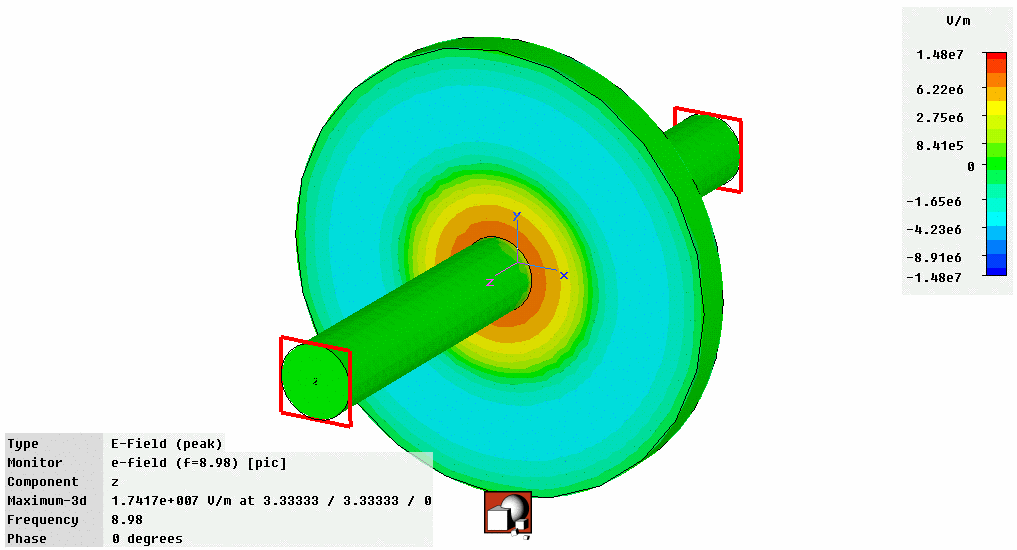 V/m
1.48e7
6.22e6
2.75e6
8.41e5
0
-1.65e6
-4.23e6
-8.91e6
-1.48e7
y
x
z
2
Type E-Field (peak)
Monitor e-field (f=8.98) [pic]
Component z
Maximum-3d 1.7417e+007 V/m at 3.33333 / 3.33333 / 0
Frequency 8.98
Phase 0 degrees